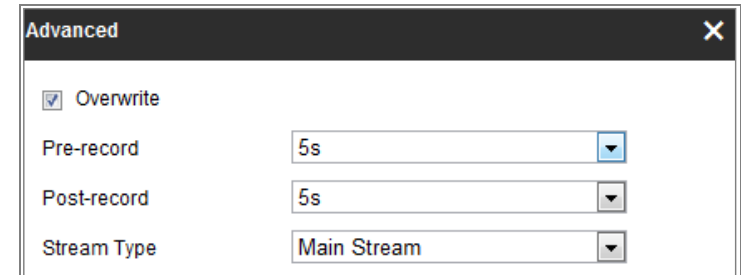 Advanced
Overwrite
Pre-record 5s
Post-record 5s
Stream Type Main Stream